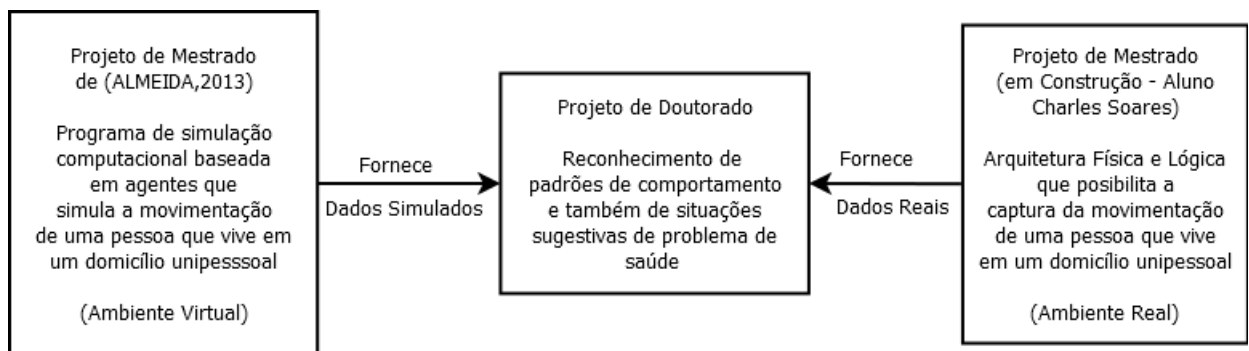 Projeto de Mestrado
de (ALMEIDA,2013)
Programa de simulação
computacional baseada
em agentes que
simula a movimentação
de uma pessoa que vive em
um domicílio unipesssoal
(Ambiente Virtual)
Fornece
Dados Simulados
Projeto de Doutorado
Reconhecimento de
padrões de comportamento
e também de situações
sugestivas de problema de
saúde
Fornece
Dados Reais
Projeto de Mestrado
(em Construção - Aluno
Charles Soares)
Arquitetura Física e Lógica
que posibilita a
captura da movimentação
de uma pessoa que vive
em um domicílio unipessoal
(Ambiente Real)